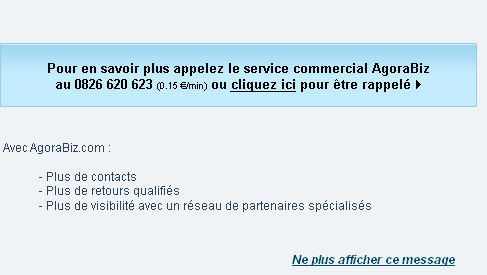 Pour en savoir plus appelez le service commercial AgoraBiz
au 0826 620 623 (0.15 €/min) ou cliquez ici pour être rappelé
Avec AgoraBiz.com :
- Plus de contacts
- Plus de retours qualifiés
- Plus de visibilité avec un réseau de partenaires spécialisés
Ne plus afficher ce message